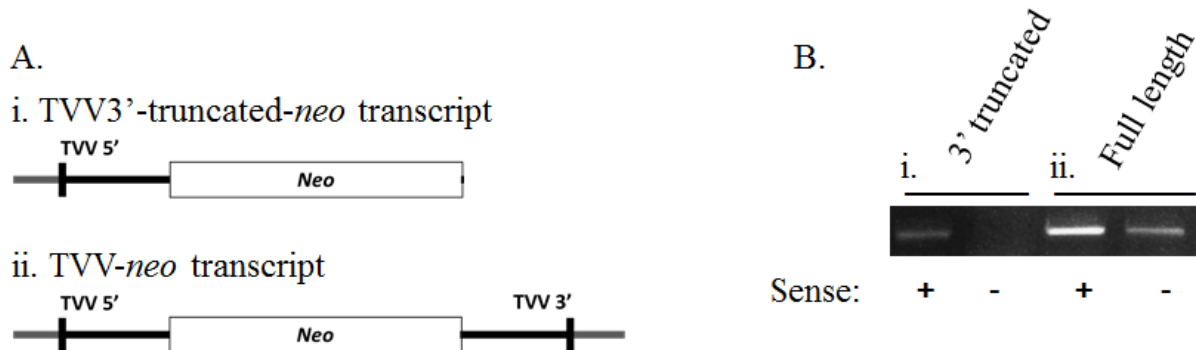 A.
i. TVV3'-truncated-neo transcript
TVV 5'
Neo
ii. TVV-neo transcript
TVV 5'
TVV 3'
Neo
B.
3' truncated
Full length
i.
ii.
Sense: + - + -